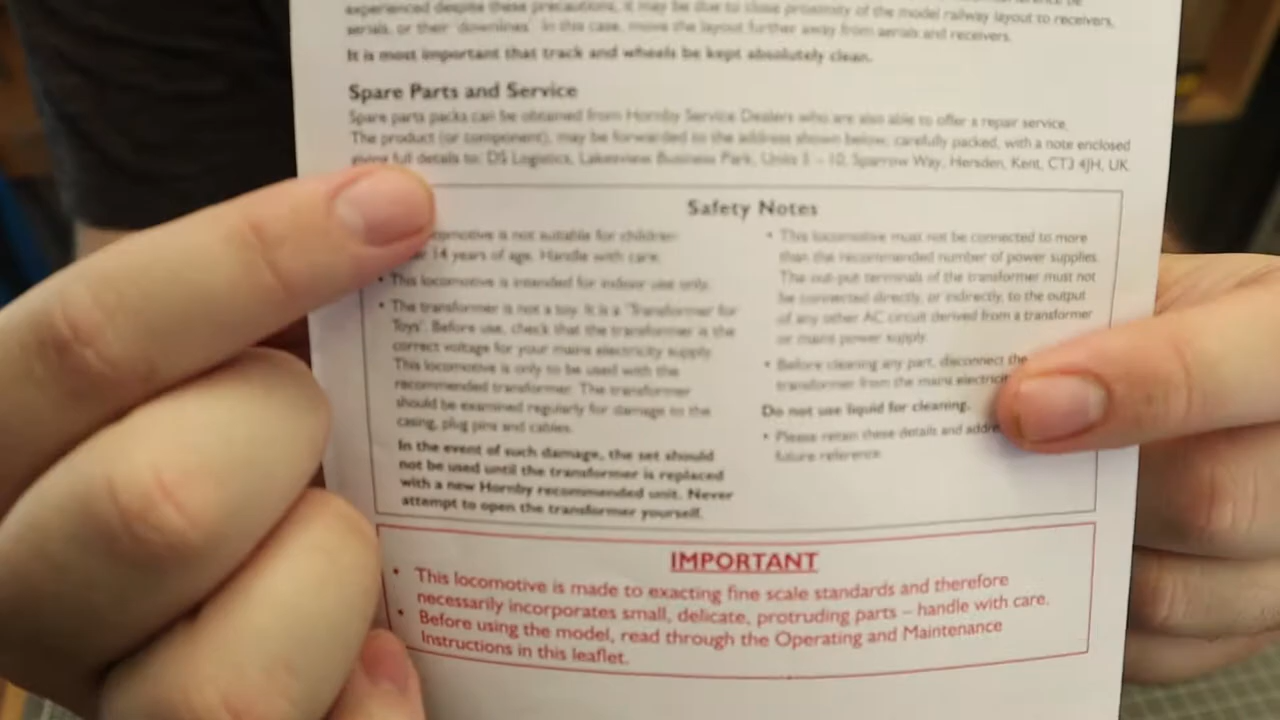 experienced despite these precautions, it may be due to close proximity of the model railway layout to receivers,
aerials, or their 'downlines'. In this case, move the layout further away from aerials and receivers.
It is most important that track and wheels be kept absolutely clean.
Spare Parts and Service
Spare parts packs can be obtained from Hornby Service Dealers who are also able to offer a repair service.
The product (or component), may be forwarded to the address shown below, carefully packed, with a note enclosed
giving full details to: DS Logistics, Lakesview Business Park, Units 5 – 10, Sparrow Way, Hersden, Kent, CT3 4JH, UK.
Safety Notes
is not suitable for children
14 years of age. Handle with care.
• This locomotive is intended for indoor use only.
• The transformer is not a toy. It is a "Transformer for
Toys". Before use, check that the transformer is the
correct voltage for your mains electricity supply.
This locomotive is only to be used with the
recommended transformer. The transformer
should be examined regularly for damage to the
casing, plug pins and cables.
In the event of such damage, the set should
not be used until the transformer is replaced
with a new Hornby recommended unit. Never
attempt to open the transformer yourself.
• This locomotive must not be connected to more
than the recommended number of power supplies.
The out-put terminals of the transformer must not
be connected directly, or indirectly, to the output
of any other AC circuit derived from a transformer
or mains power supply.
• Before cleaning any part, disconnect the
transformer from the mains
Do not use liquid for cleaning.
• Please retain these details and
future reference.
IMPORTANT
• This locomotive is made to exacting fine scale standards and therefore
necessarily incorporates small, delicate, protruding parts – handle with care.
• Before using the model, read through the Operating and Maintenance
Instructions in this leaflet.